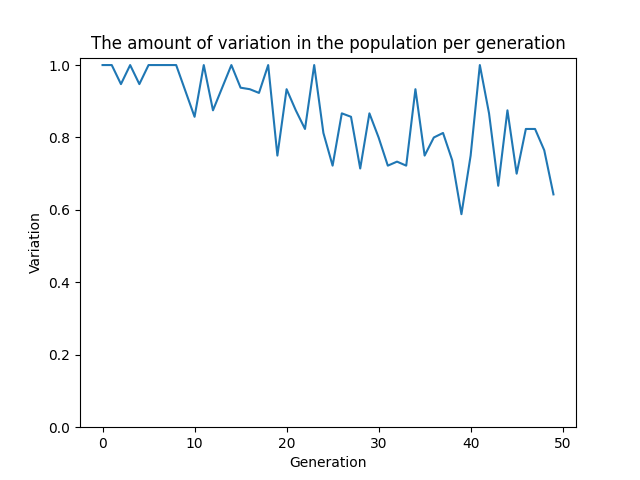 The amount of variation in the population per generation
1.0
0.8
0.6
0.4
0.2
0.0
Variation
0 10 20 30 40 50
Generation